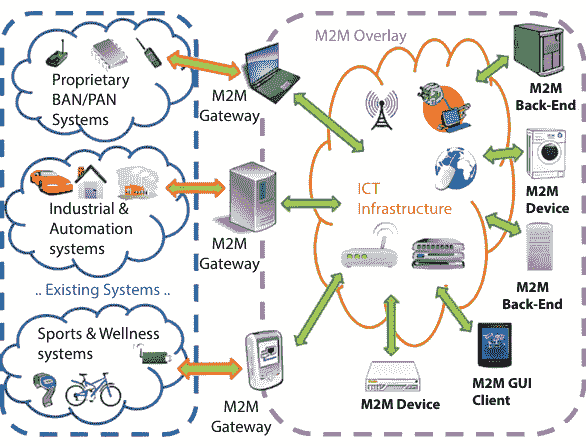 M2M Overlay
Proprietary
BAN/PAN
Systems
M2M
Gateway
M2M
Back-End
Industrial &
Automation
systems
M2M
Gateway
ICT
Infrastructure
M2M
Device
M2M
Back-End
.. Existing Systems ..
Sports & Wellness
systems
M2M
Gateway
M2M Device
M2M GUI
Client